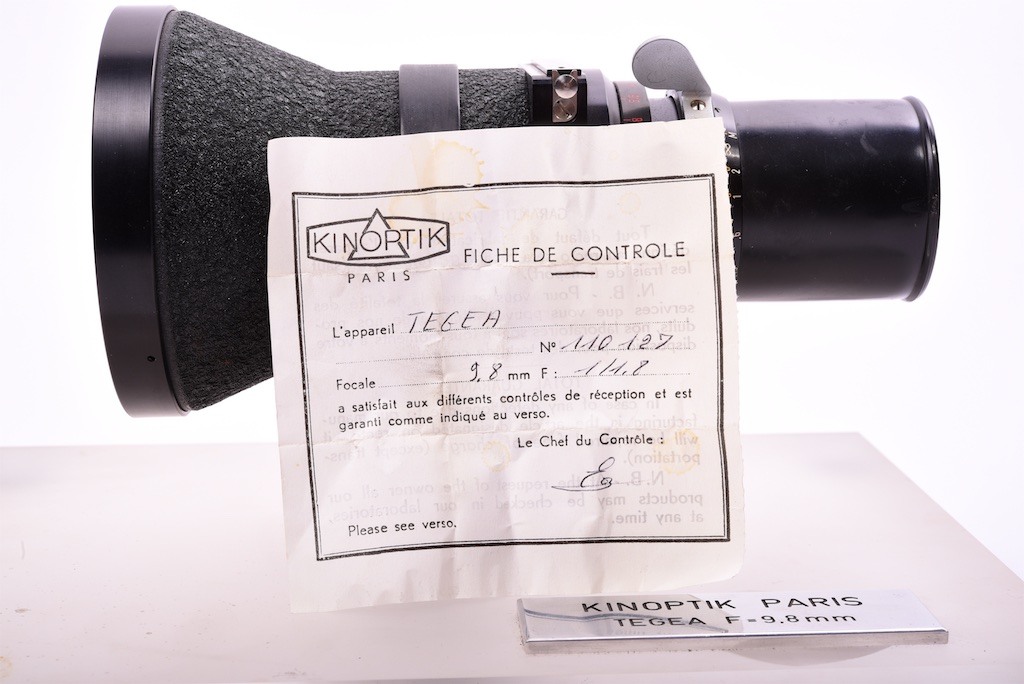 KINOPTIK
PARIS
FICHE DE CONTROLE
L'appareil TEGEA
Nº 110 127
Focale 9,8 mm F: 1/1.8
a satisfait aux différents contrôles de réception et est
garanti comme indiqué au verso.
Le Chef du Contrôle :
Please see verso.
KINOPTIK PARIS
TEGEA F=9.8mm